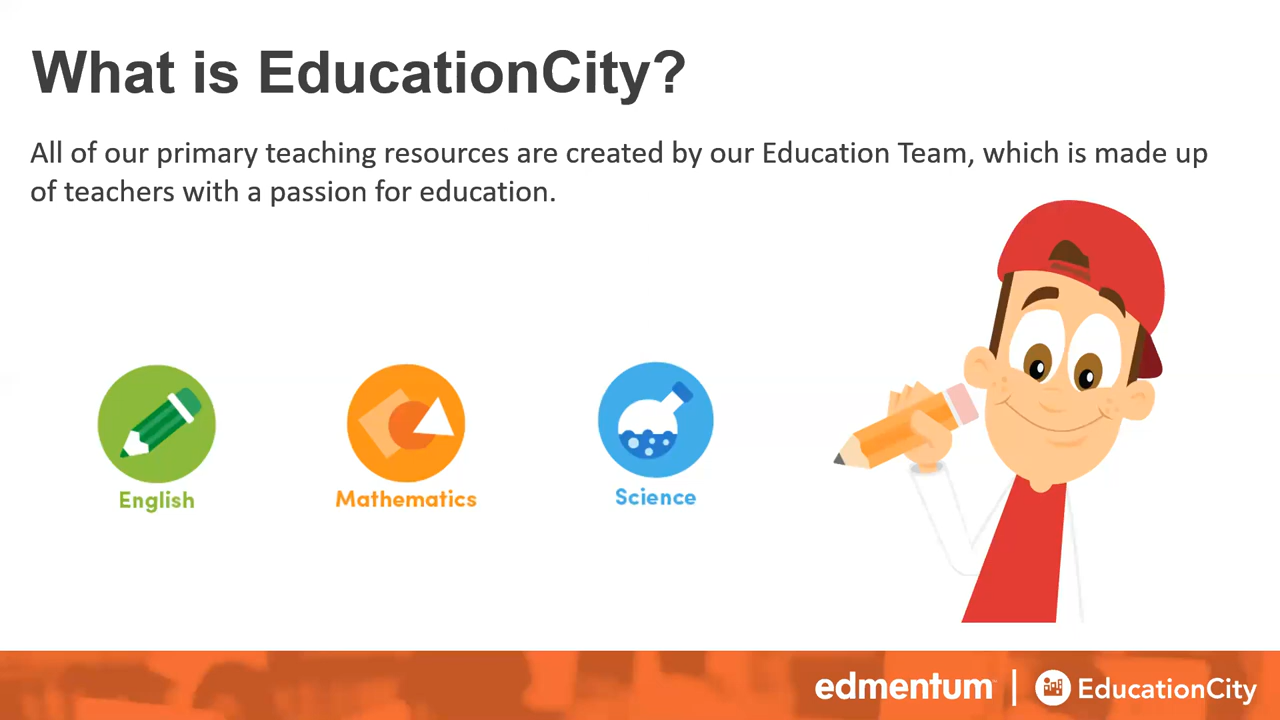 What is EducationCity?
All of our primary teaching resources are created by our Education Team, which is made up
of teachers with a passion for education.
English
Mathematics
Science
edmentum™ | EducationCity